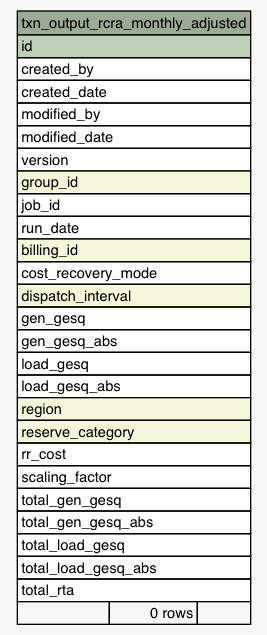 txn_output_rcra_monthly_adjusted
id
created_by
created_date
modified_by
modified_date
version
group_id
job_id
run_date
billing_id
cost_recovery_mode
dispatch_interval
gen_gesq
gen_gesq_abs
load_gesq
load_gesq_abs
region
reserve_category
rr_cost
scaling_factor
total_gen_gesq
total_gen_gesq_abs
total_load_gesq
total_load_gesq_abs
total_rta
0 rows